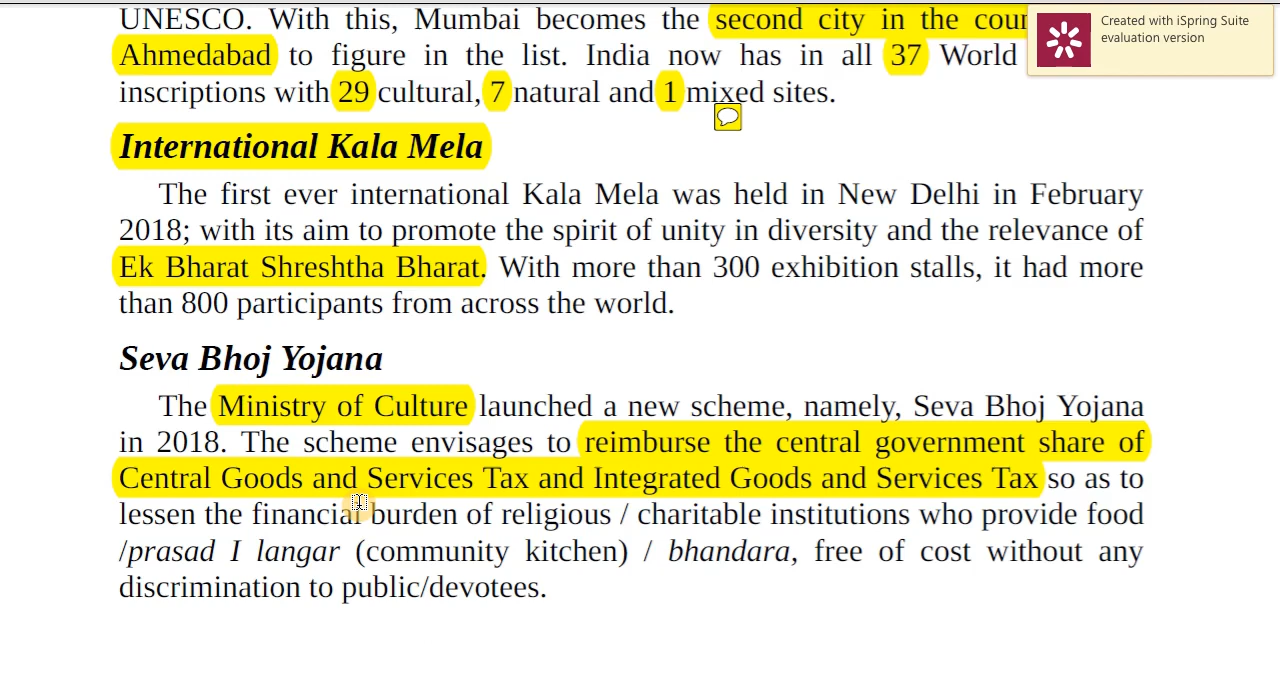 UNESCO. With this, Mumbai becomes the second city in the
Created with iSpring Suite
evaluation version
Ahmedabad to figure in the list. India now has in all 37 World
inscriptions with 29 cultural, 7 natural and 1 mixed sites.
International Kala Mela
The first ever international Kala Mela was held in New Delhi in February
2018; with its aim to promote the spirit of unity in diversity and the relevance of
Ek Bharat Shreshtha Bharat. With more than 300 exhibition stalls, it had more
than 800 participants from across the world.
Seva Bhoj Yojana
The Ministry of Culture launched a new scheme, namely, Seva Bhoj Yojana
in 2018. The scheme envisages to reimburse the central government share of
Central Goods and Services Tax and Integrated Goods and Services Tax so as to
lessen the financial burden of religious / charitable institutions who provide food
/prasad I langar (community kitchen) / bhandara, free of cost without any
discrimination to public/devotees.